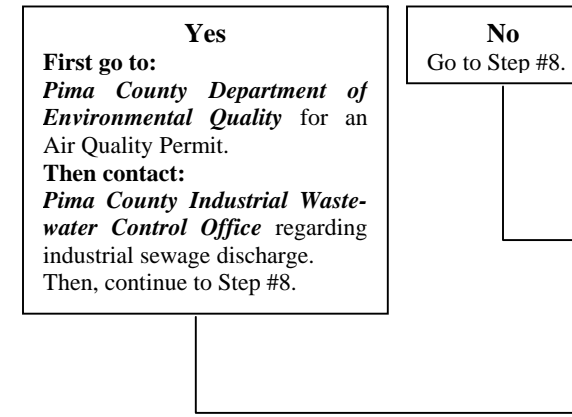 Yes
First go to:
Pima County Department of
Environmental Quality for an
Air Quality Permit.
Then contact:
Pima County Industrial Waste-
water Control Office regarding
industrial sewage discharge.
Then, continue to Step #8.
No
Go to Step #8.